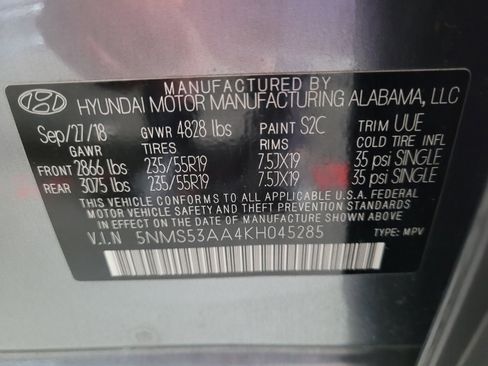 MANUFACTURED BY
HYUNDAI MOTOR MANUFACTURING ALABAMA, LLC
Sep/27/18 GVWR 4828 lbs PAINT S2C TRIM UUE
GAWR TIRES RIMS COLD TIRE INFL
FRONT 2866 lbs 235/55R19 7.5JX19 35 psi SINGLE
REAR 3075 lbs 235/55R19 7.5JX19 35 psi SINGLE
THIS VEHICLE CONFORMS TO ALL APPLICABLE U.S.A. FEDERAL
MOTOR VEHICLE SAFETY AND THEFT PREVENTION STANDARDS
IN EFFECT ON THE DATE OF MANUFACTURE SHOWN ABOVE.
V.I.N 5NMS53AA4KH045285
TYPE: MPV